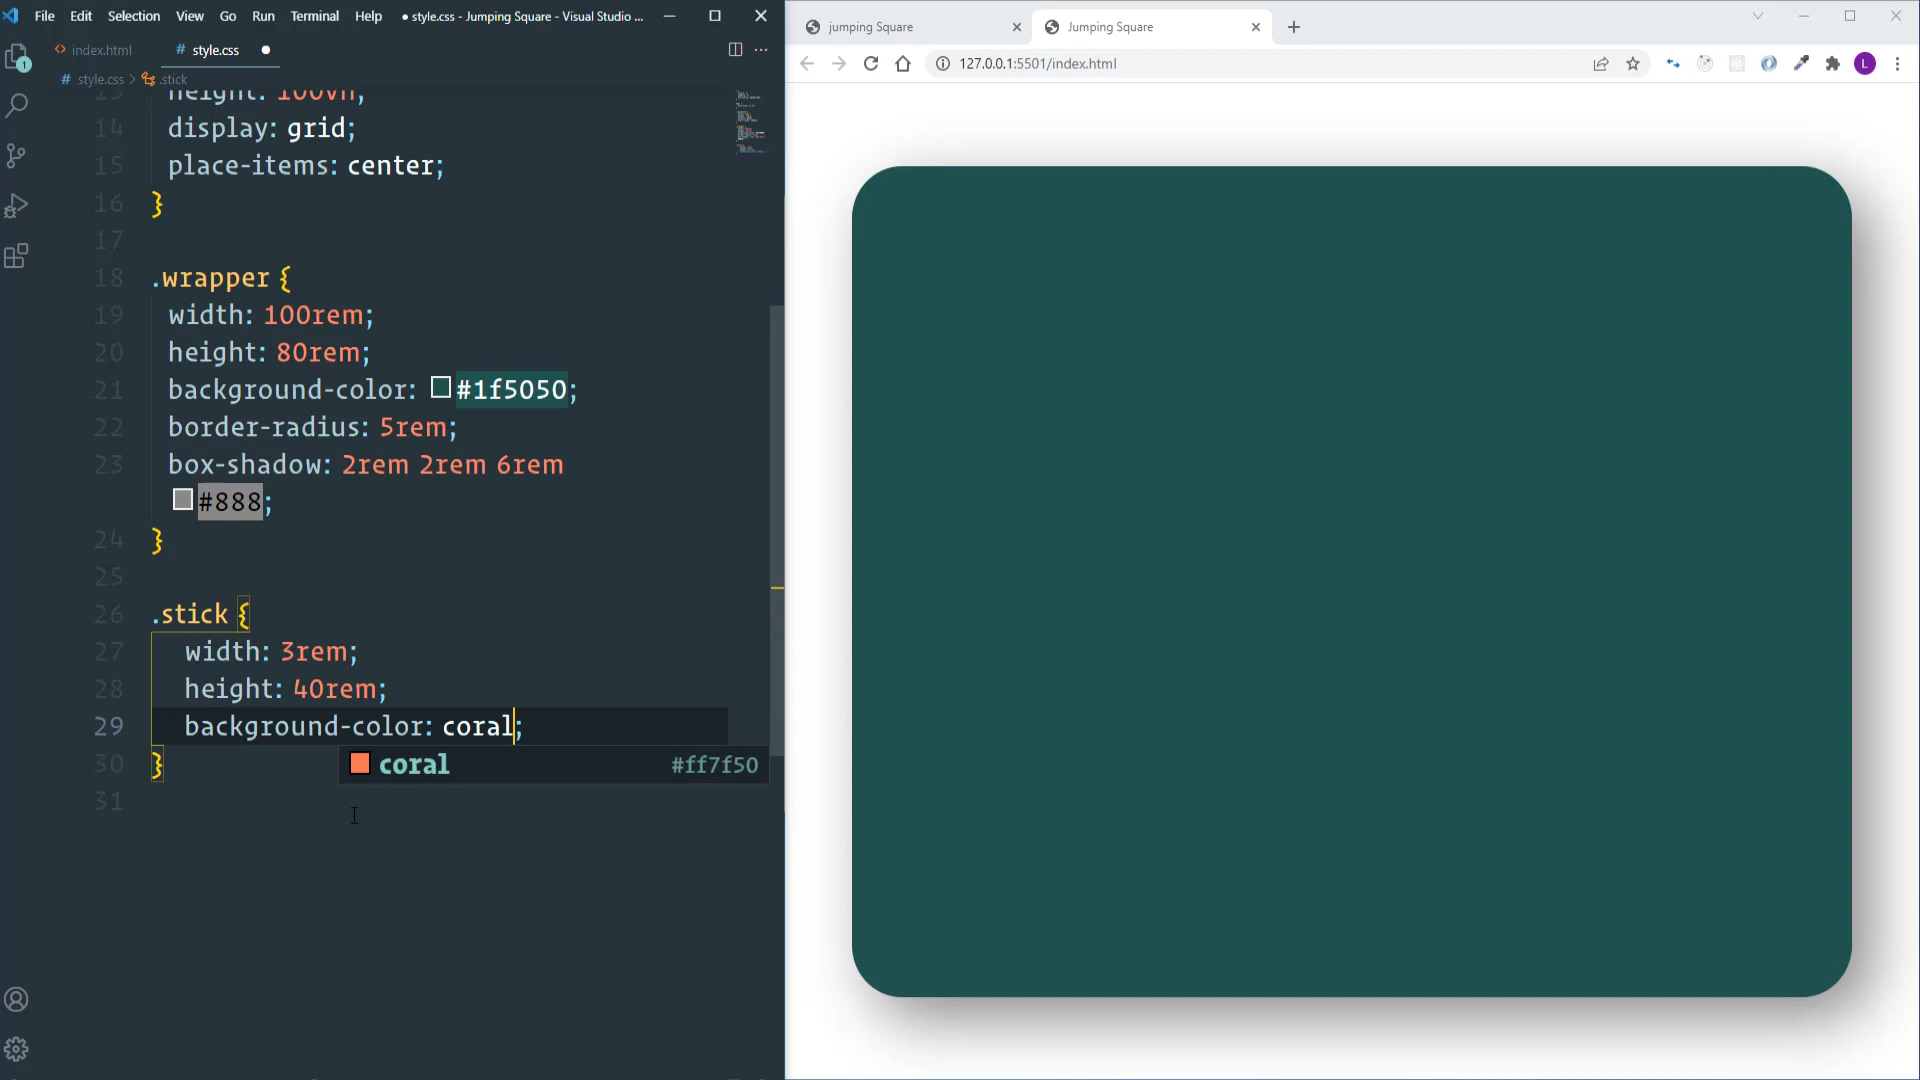 File Edit Selection View Go Run Terminal Help ● style.css - Jumping Square - Visual Studio ...
index.html # style.css ●
# style.css > .stick
13 height: 100vh;
14 display: grid;
15 place-items: center;
16 }
17
18 .wrapper {
19 width: 100rem;
20 height: 80rem;
21 background-color: #1f5050;
22 border-radius: 5rem;
23 box-shadow: 2rem 2rem 6rem
#888;
24 }
25
26 .stick {
27 width: 3rem;
28 height: 40rem;
29 background-color: coral;
30 }
coral #ff7f50
31
1
jumping Square
Jumping Square
127.0.0.1:5501/index.html
L